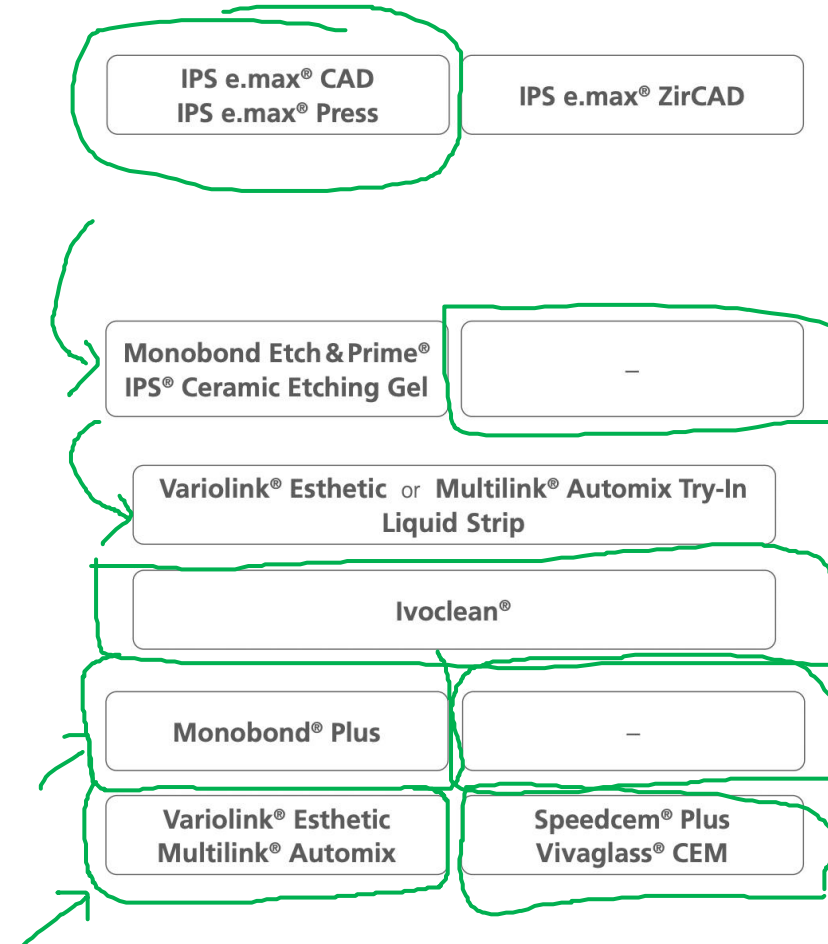 IPS e.max® CAD
IPS e.max® Press
IPS e.max® ZirCAD
Monobond Etch & Prime®
IPS® Ceramic Etching Gel
–
Variolink® Esthetic or Multilink® Automix Try-In
Liquid Strip
Ivoclean®
Monobond® Plus
–
Variolink® Esthetic
Multilink® Automix
Speedcem® Plus
Vivaglass® CEM